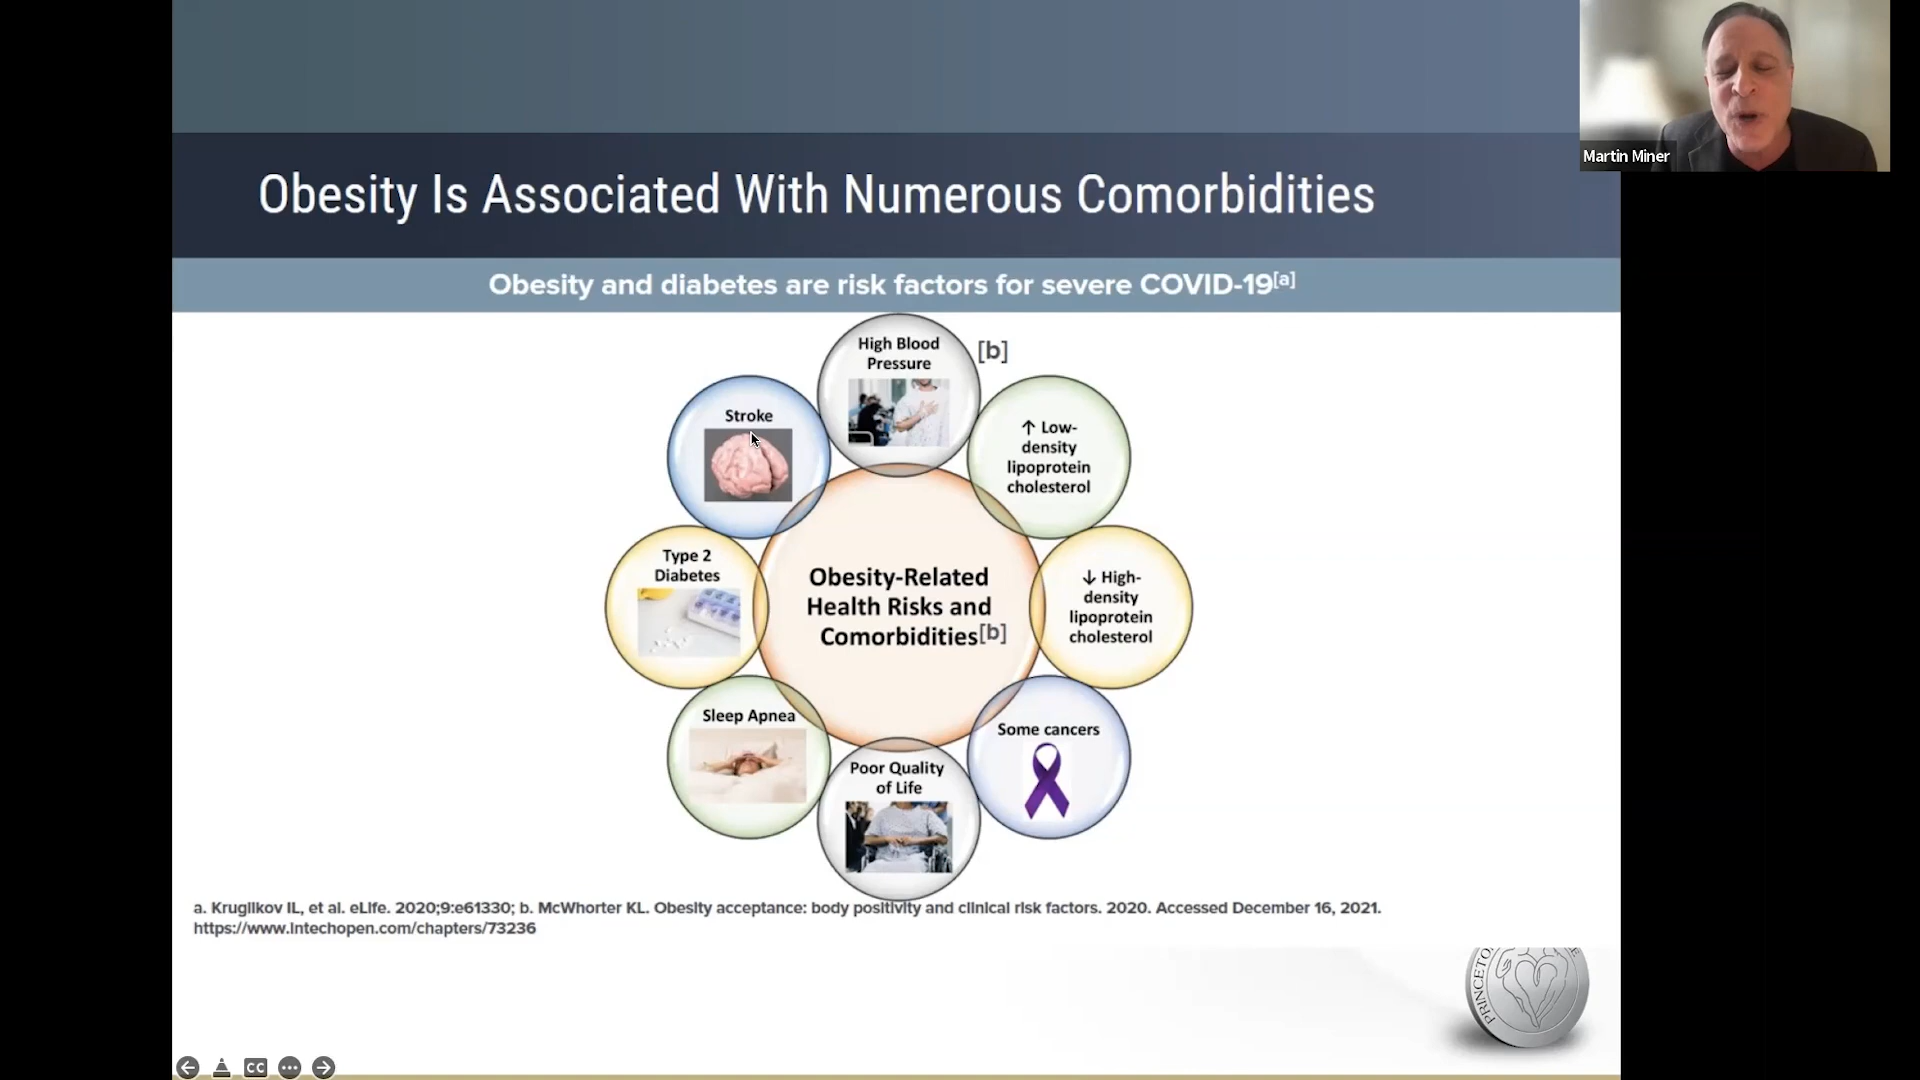 Martin Miner
Obesity Is Associated With Numerous Comorbidities
Obesity and diabetes are risk factors for severe COVID-19[a]
High Blood
Pressure
[b]
Stroke
↑ Low-
density
lipoprotein
cholesterol
Type 2
Diabetes
Obesity-Related
Health Risks and
Comorbidities[b]
↓ High-
density
lipoprotein
cholesterol
Sleep Apnea
Some cancers
Poor Quality
of Life
a. Kruglikov IL, et al. eLife. 2020;9:e61330; b. McWhorter KL. Obesity acceptance: body positivity and clinical risk factors. 2020. Accessed December 16, 2021.
https://www.intechopen.com/chapters/73236
PRINCETO
CC